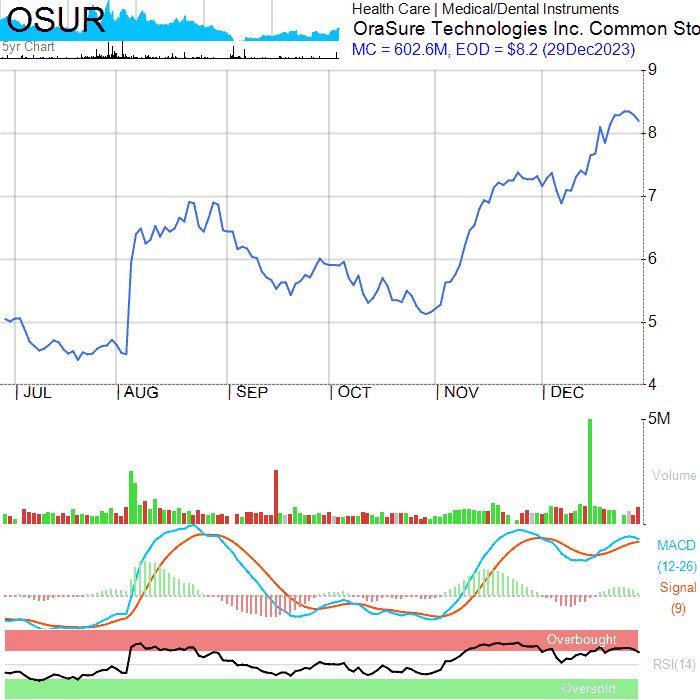 OSUR
5yr Chart
Health Care | Medical/Dental Instruments
OraSure Technologies Inc. Common Sto
MC = 602.6M, EOD = $8.2 (29Dec2023)
9
8
7
6
5
4
JUL AUG SEP OCT NOV DEC
5M
Volume
MACD
(12-26)
Signal
(9)
Overbought
RSI(14)
Oversold